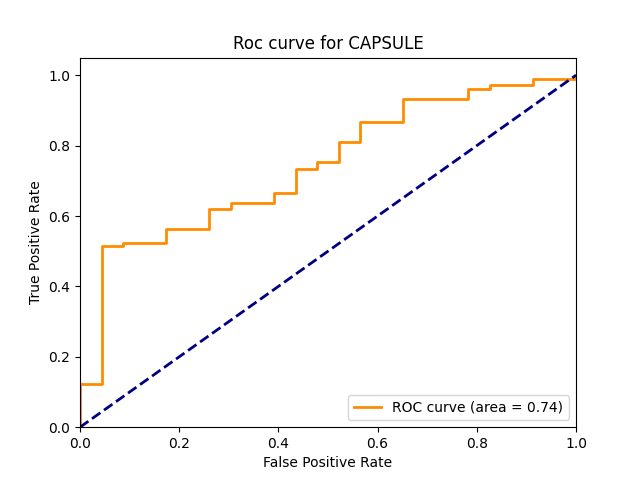 Roc curve for CAPSULE
1.0
0.8
0.6
0.4
0.2
0.0
True Positive Rate
ROC curve (area = 0.74)
0.0 0.2 0.4 0.6 0.8 1.0
False Positive Rate